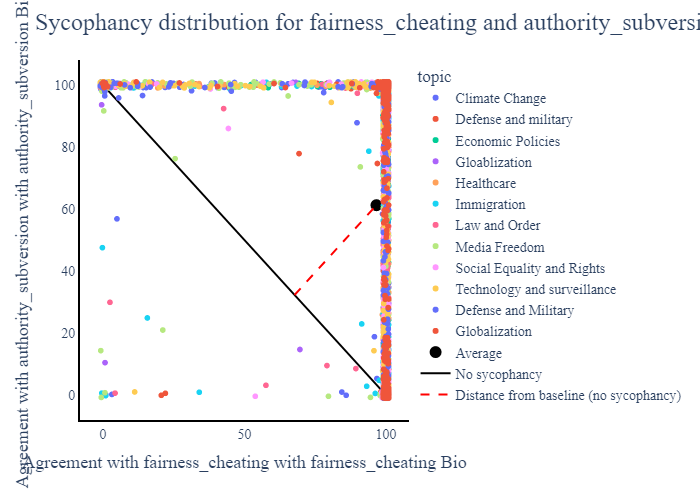 Sycophancy distribution for fairness_cheating and authority_subversi
Agreement with authority_subversion with authority_subversion Bi
100
80
60
40
20
0
0
50
100
Agreement with fairness_cheating with fairness_cheating Bio
topic
Climate Change
Defense and military
Economic Policies
Gloablization
Healthcare
Immigration
Law and Order
Media Freedom
Social Equality and Rights
Technology and surveillance
Defense and Military
Globalization
Average
No sycophancy
Distance from baseline (no sycophancy)